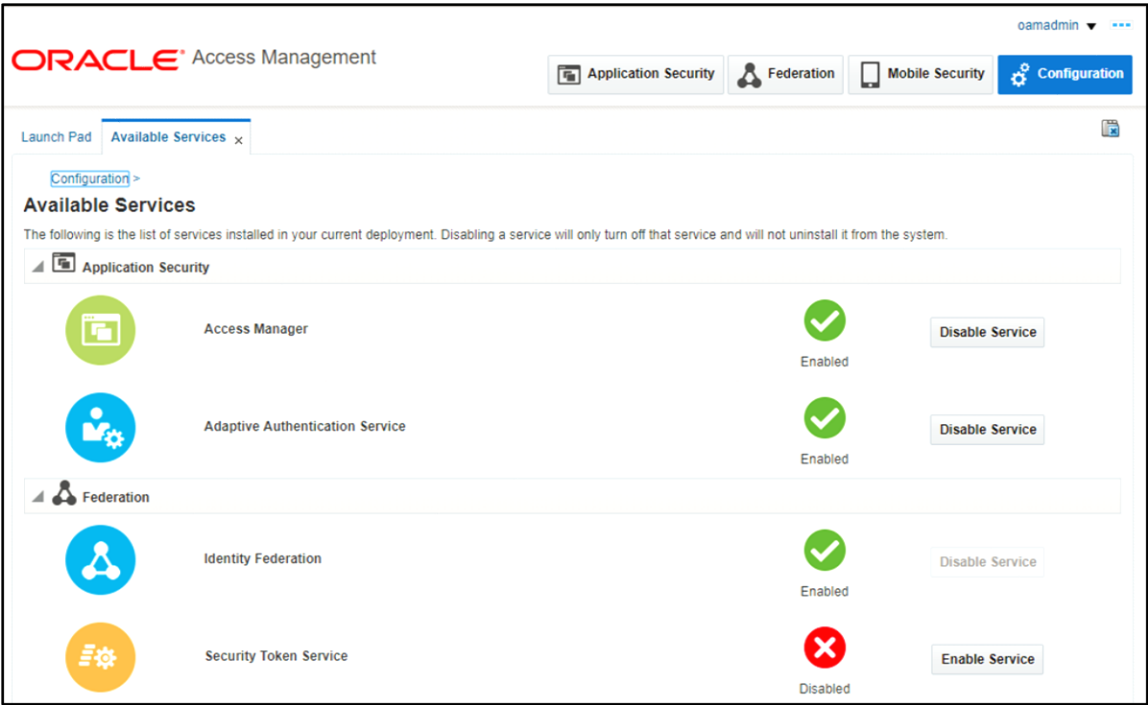 oamadmin
ORACLE Access Management
Application Security
Federation
Mobile Security
Configuration
Launch Pad
Available Services
Configuration >
Available Services
The following is the list of services installed in your current deployment. Disabling a service will only turn off that service and will not uninstall it from the system.
Application Security
Access Manager
Enabled
Disable Service
Adaptive Authentication Service
Enabled
Disable Service
Federation
Identity Federation
Enabled
Disable Service
Security Token Service
Disabled
Enable Service